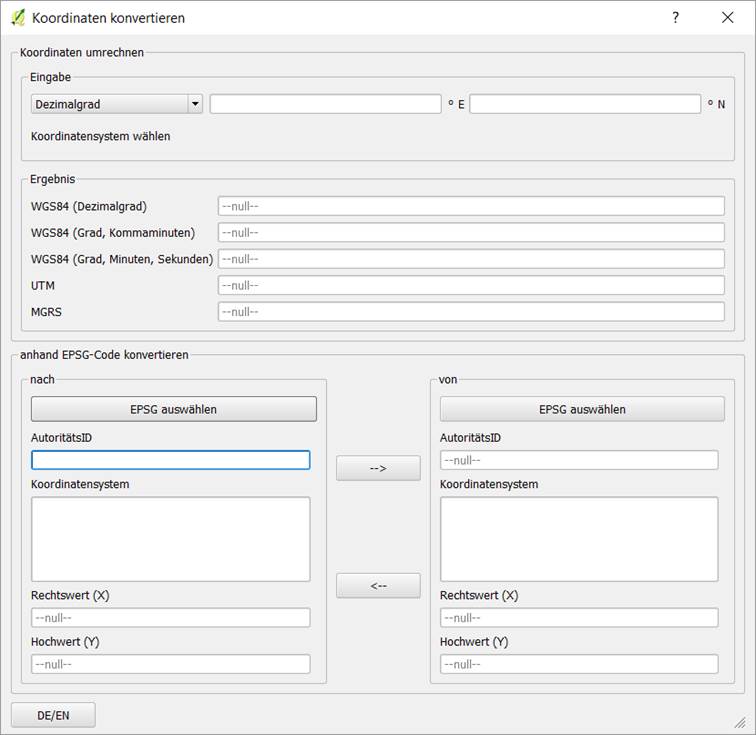 Koordinaten konvertieren ?
Koordinaten umrechnen
Eingabe
Dezimalgrad ° E ° N
Koordinatensystem wählen
Ergebnis
WGS84 (Dezimalgrad) --null--
WGS84 (Grad, Kommaminuten) --null--
WGS84 (Grad, Minuten, Sekunden) --null--
UTM --null--
MGRS --null--
anhand EPSG-Code konvertieren
nach
EPSG auswählen
AutoritätsID
Koordinatensystem
Rechtswert (X)
--null--
Hochwert (Y)
--null--
-->
<--
von
EPSG auswählen
AutoritätsID
--null--
Koordinatensystem
Rechtswert (X)
--null--
Hochwert (Y)
--null--
DE/EN